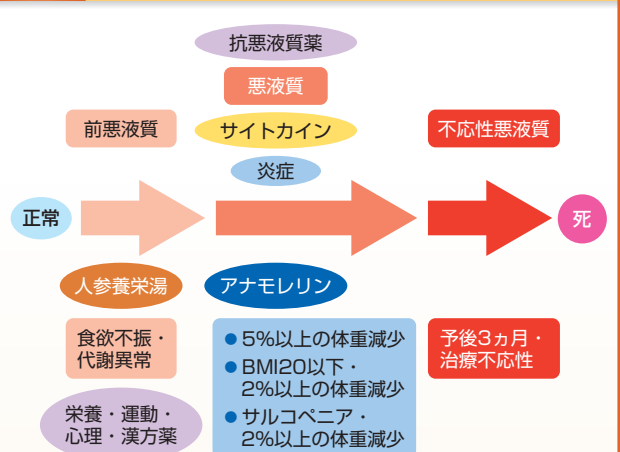 抗悪液質薬
悪液質
前悪液質
サイトカイン
不応性悪液質
炎症
正常
死
人参養栄湯
アナモレリン
食欲不振・
代謝異常
●5%以上の体重減少
●BMI20以下・
2%以上の体重減少
●サルコペニア・
2%以上の体重減少
予後3ヵ月・
治療不応性
栄養・運動・
心理・漢方薬